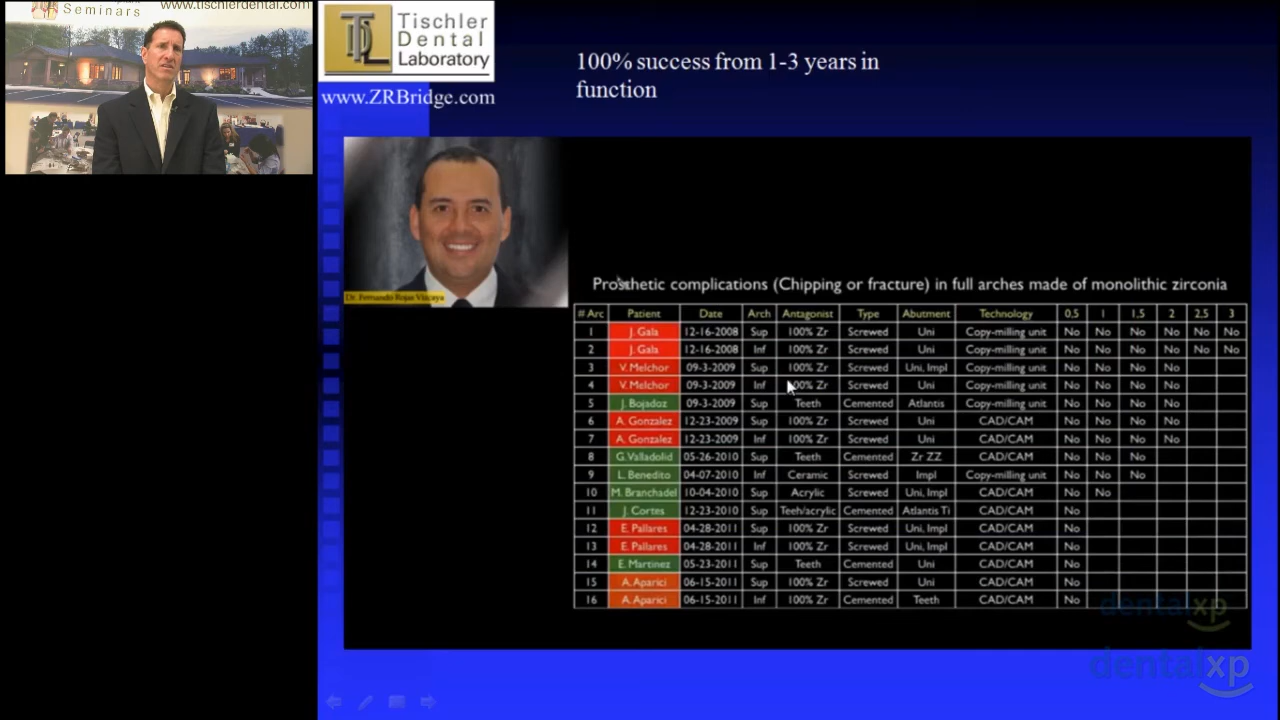 www.tischlerdental.com
Seminars
Tischler
Dental
Laboratory
TDL
www.ZRBridge.com
100% success from 1-3 years in
function
Dr. Fernando Rojas Vizcaya
Prosthetic complications (Chipping or fracture) in full arches made of monolithic zirconia
# Arc Patient Date Arch Antagonist Type Abutment Technology 0,5 1 1,5 2 2,5 3
1 J. Gala 12-16-2008 Sup 100% Zr Screwed Uni Copy-milling unit No No No No No No
2 J. Gala 12-16-2008 Inf 100% Zr Screwed Uni Copy-milling unit No No No No No No
3 V. Melchor 09-3-2009 Sup 100% Zr Screwed Uni, Impl Copy-milling unit No No No No
4 V. Melchor 09-3-2009 Inf 100% Zr Screwed Uni Copy-milling unit No No No No
5 J. Bojadoz 09-3-2009 Sup Teeth Cemented Atlantis Copy-milling unit No No No No
6 A. Gonzalez 12-23-2009 Sup 100% Zr Screwed Uni CAD/CAM No No No No
7 A. Gonzalez 12-23-2009 Inf 100% Zr Screwed Uni CAD/CAM No No No No
8 G. Valladolid 05-26-2010 Sup Teeth Cemented Zr ZZ CAD/CAM No No No
9 L. Benedito 04-07-2010 Inf Ceramic Screwed Impl Copy-milling unit No No No
10 M. Branchadel 10-04-2010 Sup Acrylic Screwed Uni, Impl CAD/CAM No No
11 J. Cortes 12-23-2010 Sup Teeh/acrylic Cemented Atlantis Ti CAD/CAM No
12 E. Pallares 04-28-2011 Sup 100% Zr Screwed Uni, Impl CAD/CAM No
13 E. Pallares 04-28-2011 Inf 100% Zr Screwed Uni, Impl CAD/CAM No
14 E. Martinez 05-23-2011 Sup Teeth Cemented Uni CAD/CAM No
15 A. Aparici 06-15-2011 Sup 100% Zr Screwed Uni CAD/CAM No
16 A. Aparici 06-15-2011 Inf 100% Zr Cemented Teeth CAD/CAM No
dentalxp
dentalxp